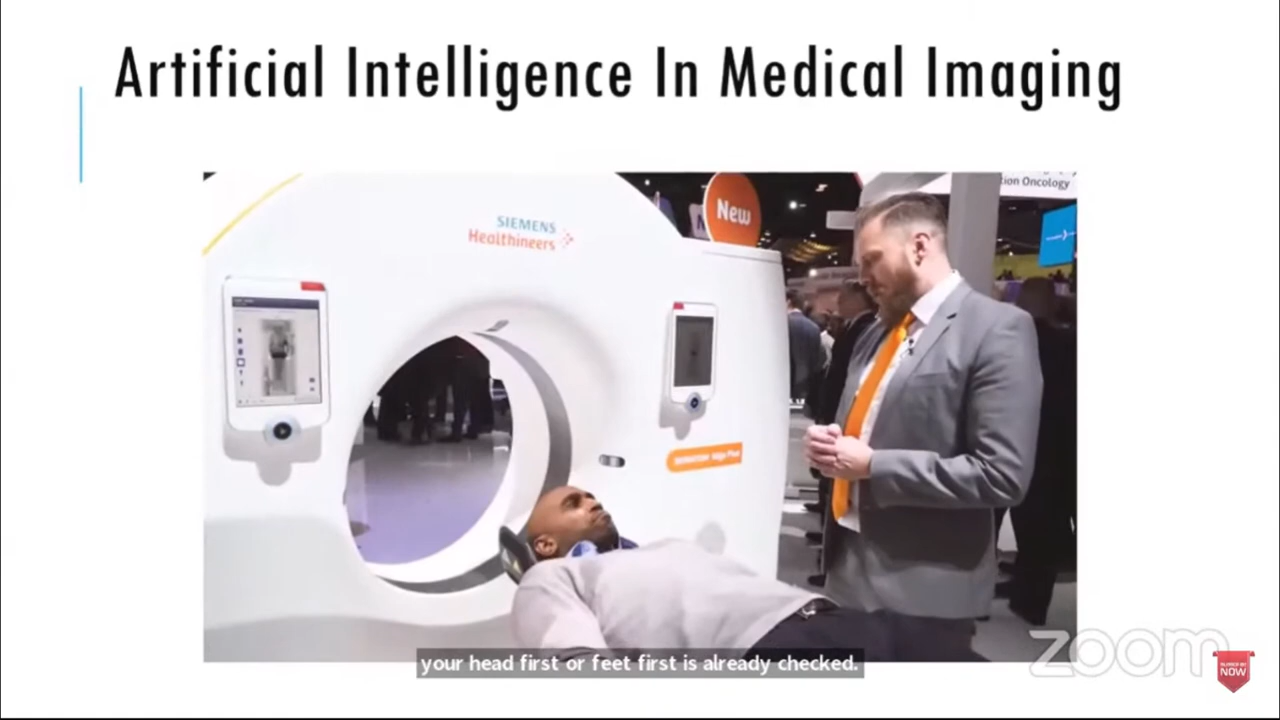 Artificial Intelligence In Medical Imaging
SIEMENS
Healthineers
New
tion Oncology
your head first or feet first is already checked.
zoom
NOW